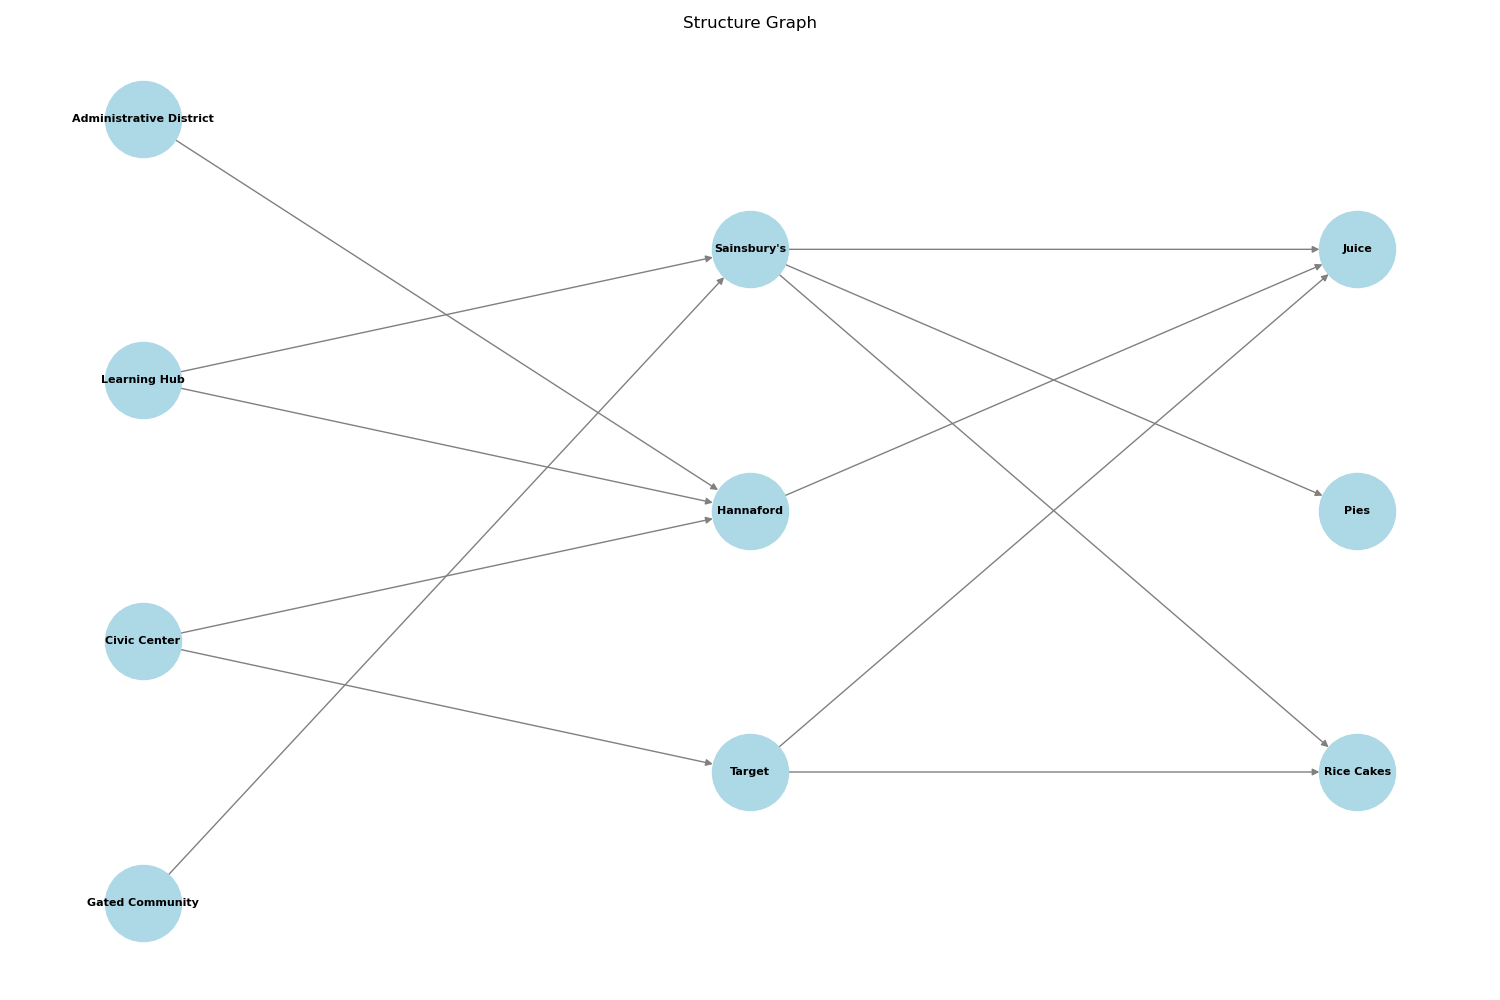 Structure Graph
Administrative District
Sainsbury's
Juice
Learning Hub
Hannaford
Pies
Civic Center
Target
Rice Cakes
Gated Community